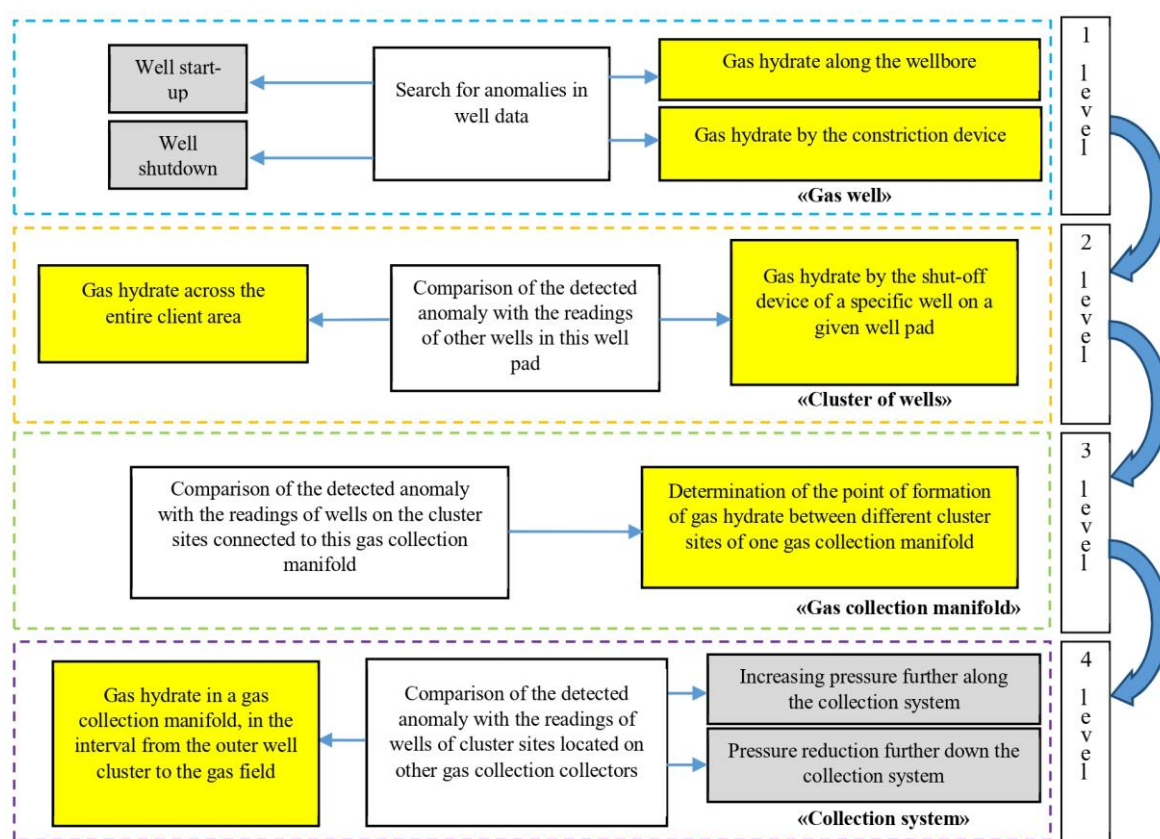 Well start-
up
Well
shutdown
Search for anomalies in
well data
Gas hydrate along the wellbore
Gas hydrate by the constriction device
«Gas well»
1
l
e
v
e
l
Gas hydrate across the
entire client area
Comparison of the detected
anomaly with the readings
of other wells in this well
pad
Gas hydrate by the shut-off
device of a specific well on a
given well pad
«Cluster of wells»
2
l
e
v
e
l
Comparison of the detected anomaly
with the readings of wells on the cluster
sites connected to this gas collection
manifold
Determination of the point of formation
of gas hydrate between different cluster
sites of one gas collection manifold
«Gas collection manifold»
3
l
e
v
e
l
Gas hydrate in a gas
collection manifold, in the
interval from the outer well
cluster to the gas field
Comparison of the detected
anomaly with the readings of
wells of cluster sites located on
other gas collection collectors
Increasing pressure further along
the collection system
Pressure reduction further down the
collection system
«Collection system»
4
l
e
v
e
l